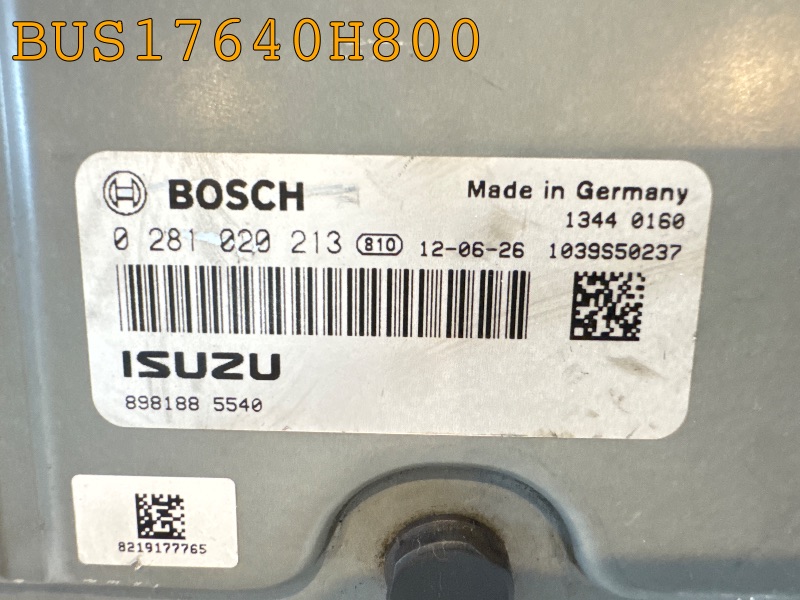 BUS17640H800
BOSCH
Made in Germany
1344 0160
0 281 020 213 810 12-06-26 1039S50237
ISUZU
898188 5540
8219177765